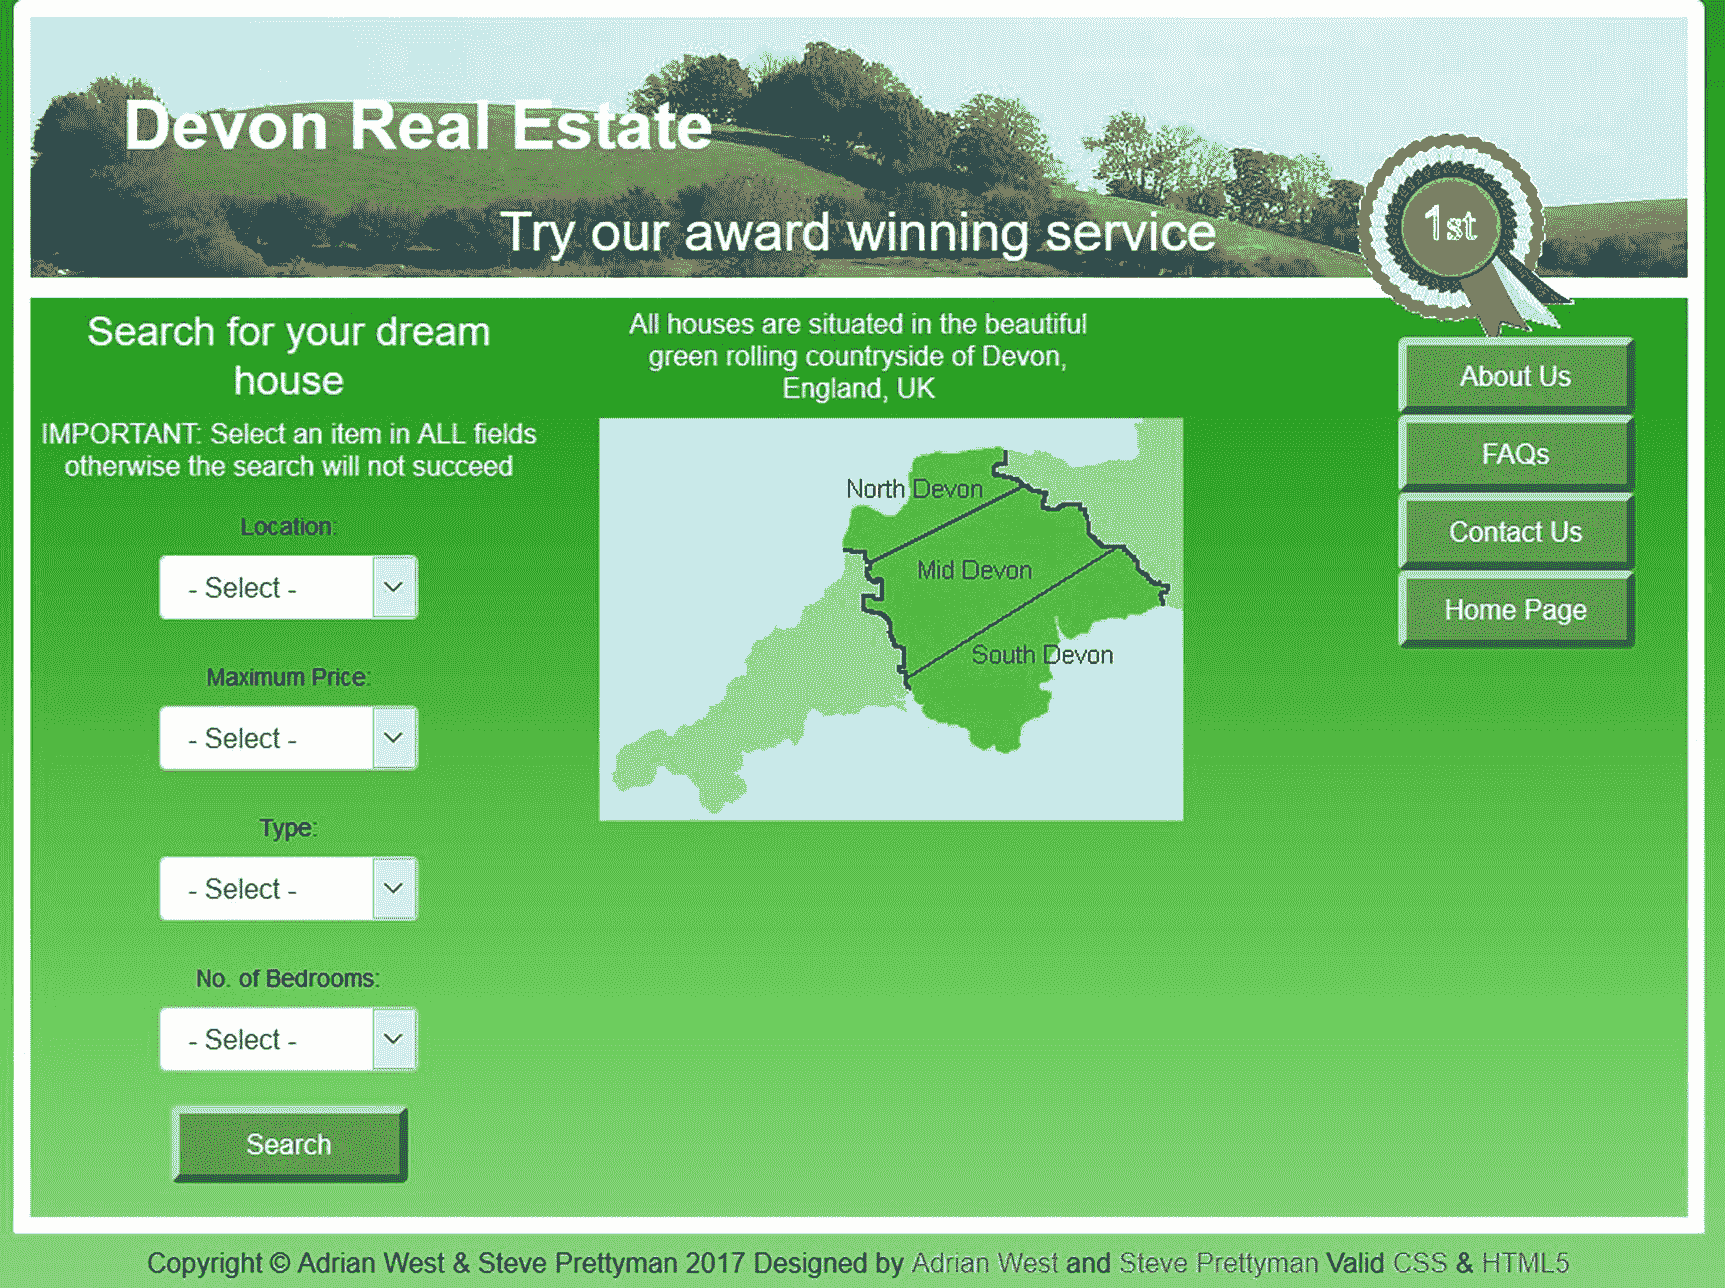 Devon Real Estate
Try our award winning service
1st
Search for your dream
house
IMPORTANT: Select an item in ALL fields
otherwise the search will not succeed
Location:
- Select -
Maximum Price:
- Select -
Type:
- Select -
No. of Bedrooms:
- Select -
Search
All houses are situated in the beautiful
green rolling countryside of Devon,
England, UK
North Devon
Mid Devon
South Devon
About Us
FAQs
Contact Us
Home Page
Copyright © Adrian West & Steve Prettyman 2017 Designed by Adrian West and Steve Prettyman Valid CSS & HTML5